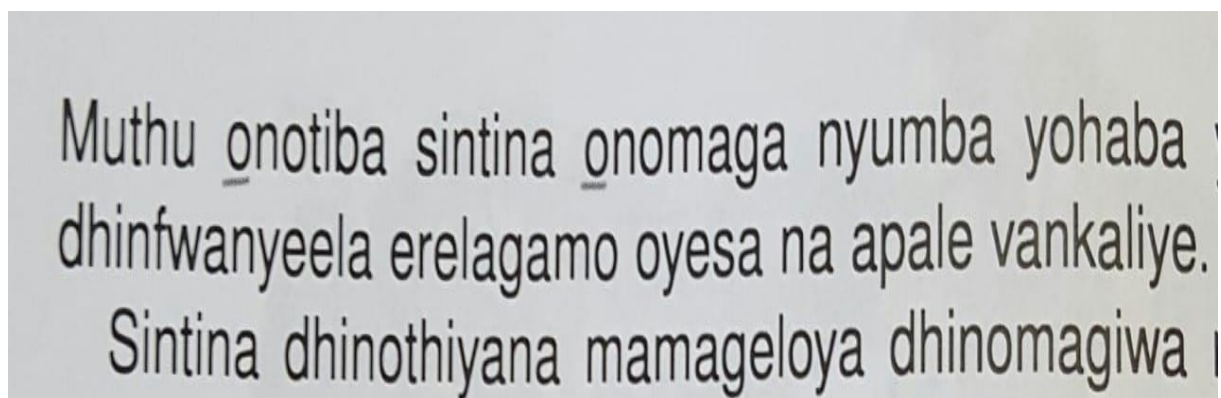 Muthu onotiba sintina onomaga nyumba yohaba
dhinfwanyeela erelagamo oyesa na apale vankaliye.
Sintina dhinothiyana mamageloya dhinomagiwa